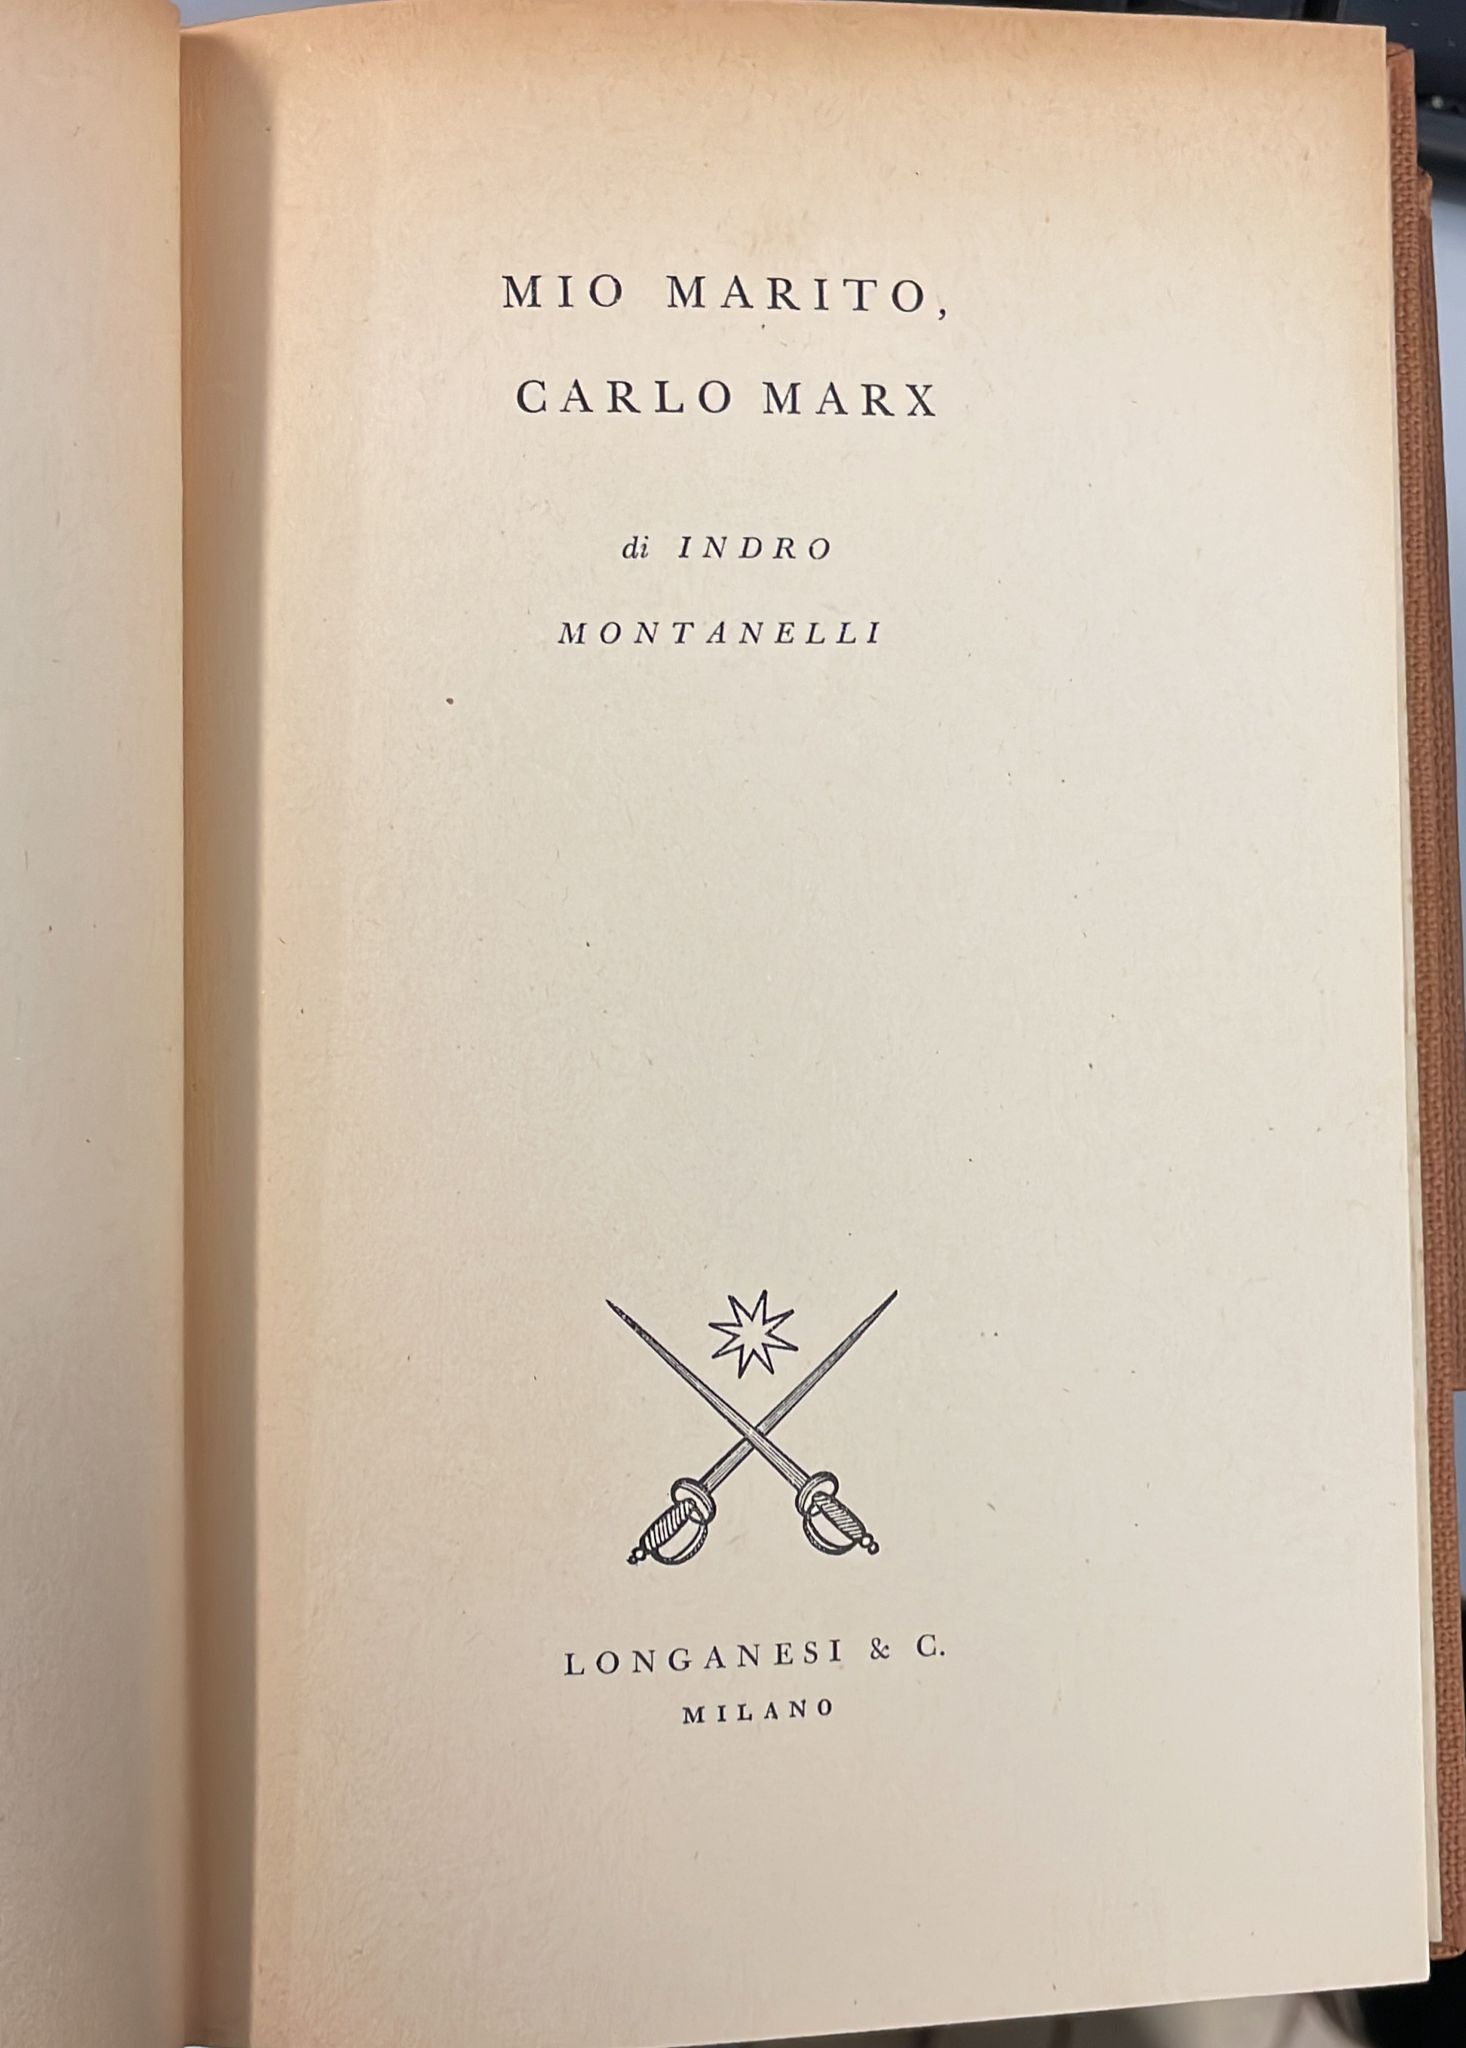 MIO MARITO,
CARLO MARX
di INDRO
MONTANELLI
LONGANESI & C.
MILANO